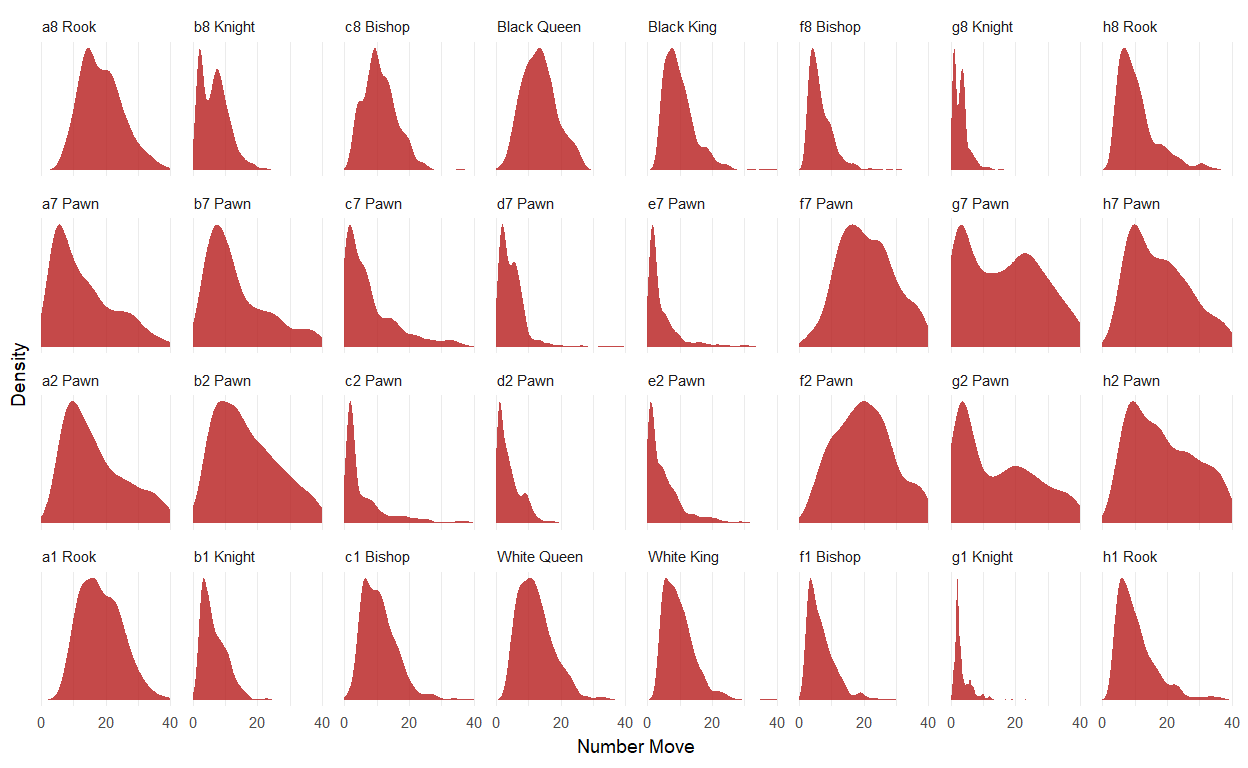 a8 Rook b8 Knight c8 Bishop Black Queen Black King f8 Bishop g8 Knight h8 Rook
a7 Pawn b7 Pawn c7 Pawn d7 Pawn e7 Pawn f7 Pawn g7 Pawn h7 Pawn
a2 Pawn b2 Pawn c2 Pawn d2 Pawn e2 Pawn f2 Pawn g2 Pawn h2 Pawn
a1 Rook b1 Knight c1 Bishop White Queen White King f1 Bishop g1 Knight h1 Rook
0 20 40 0 20 40 0 20 40 0 20 40 0 20 40 0 20 40 0 20 40 0 20 40
Number Move
Density